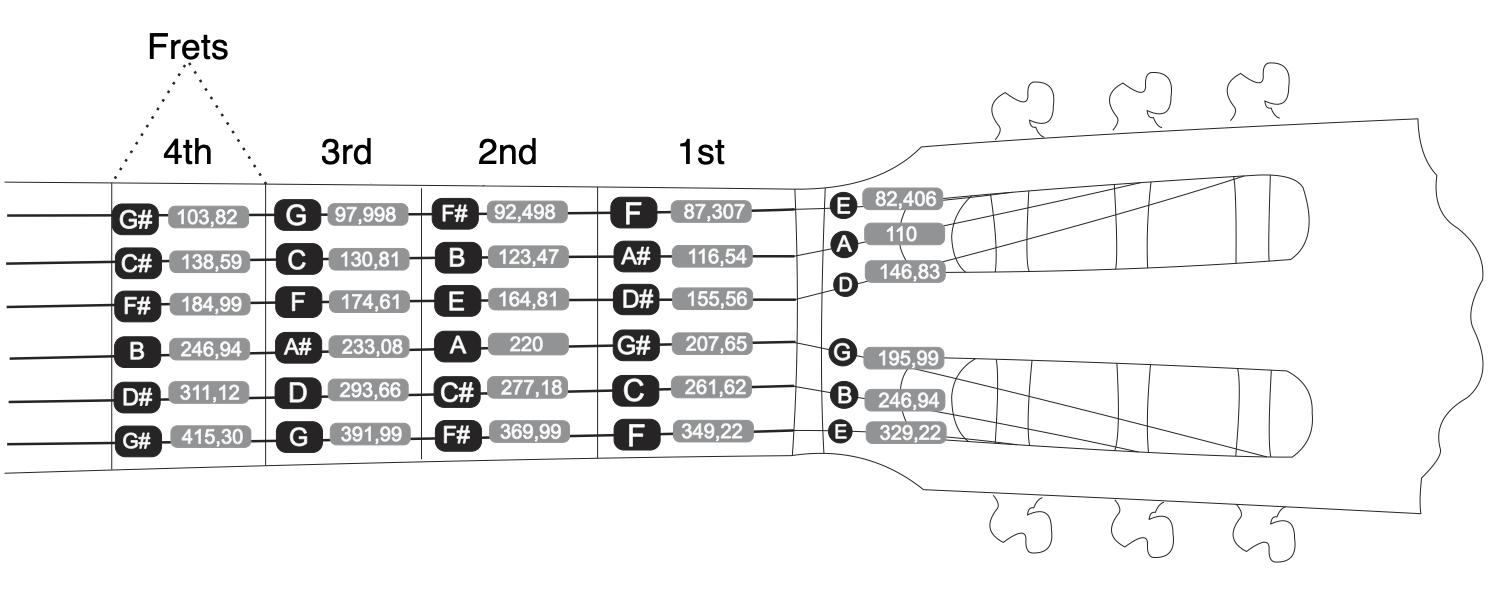 Frets
4th 3rd 2nd 1st
G# 103,82 G 97,998 F# 92,498 F 87,307 E 82,406
C# 138,59 C 130,81 B 123,47 A# 116,54 A 110
F# 184,99 F 174,61 E 164,81 D# 155,56 D 146,83
B 246,94 A# 233,08 A 220 G# 207,65 G 195,99
D# 311,12 D 293,66 C# 277,18 C 261,62 B 246,94
G# 415,30 G 391,99 F# 369,99 F 349,22 E 329,22